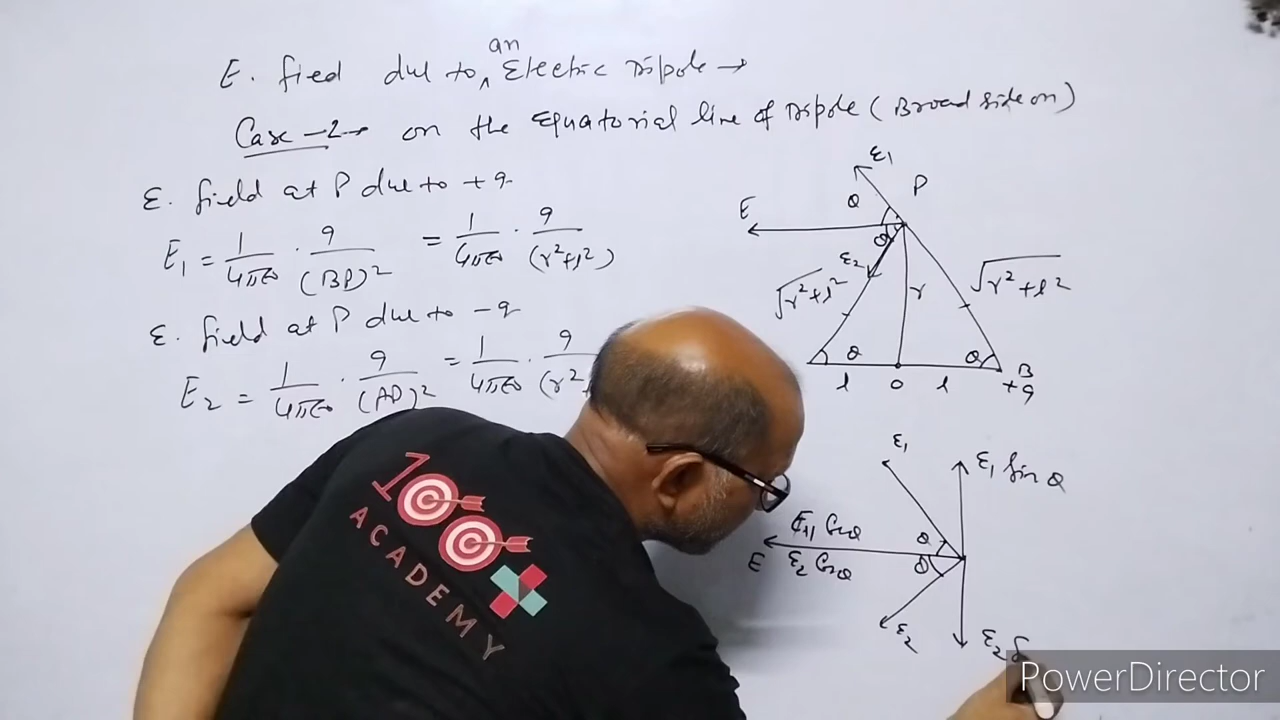 an
E. fied due to ^ Electric Dipole →
Case -2→ on the Equatorial line of Dipole (Broad side on)
E. field at P due to +q
E1 = 1/4πε0 · q/(BP)² = 1/4πε0 · q/(r²+l²)
E. field at P due to -q
E2 = 1/4πε0 · q/(AP)² = 1/4πε0 · q/(r²
E1
P
θ
E
θ
E2
√r²+l²
r
√r²+l²
θ
θ
B
l
o
l
+q
E1
E1 Sin θ
E1 Cosθ
θ
E
E2 Cosθ
θ
E2
E2 S
100+
ACADEMY
PowerDirector